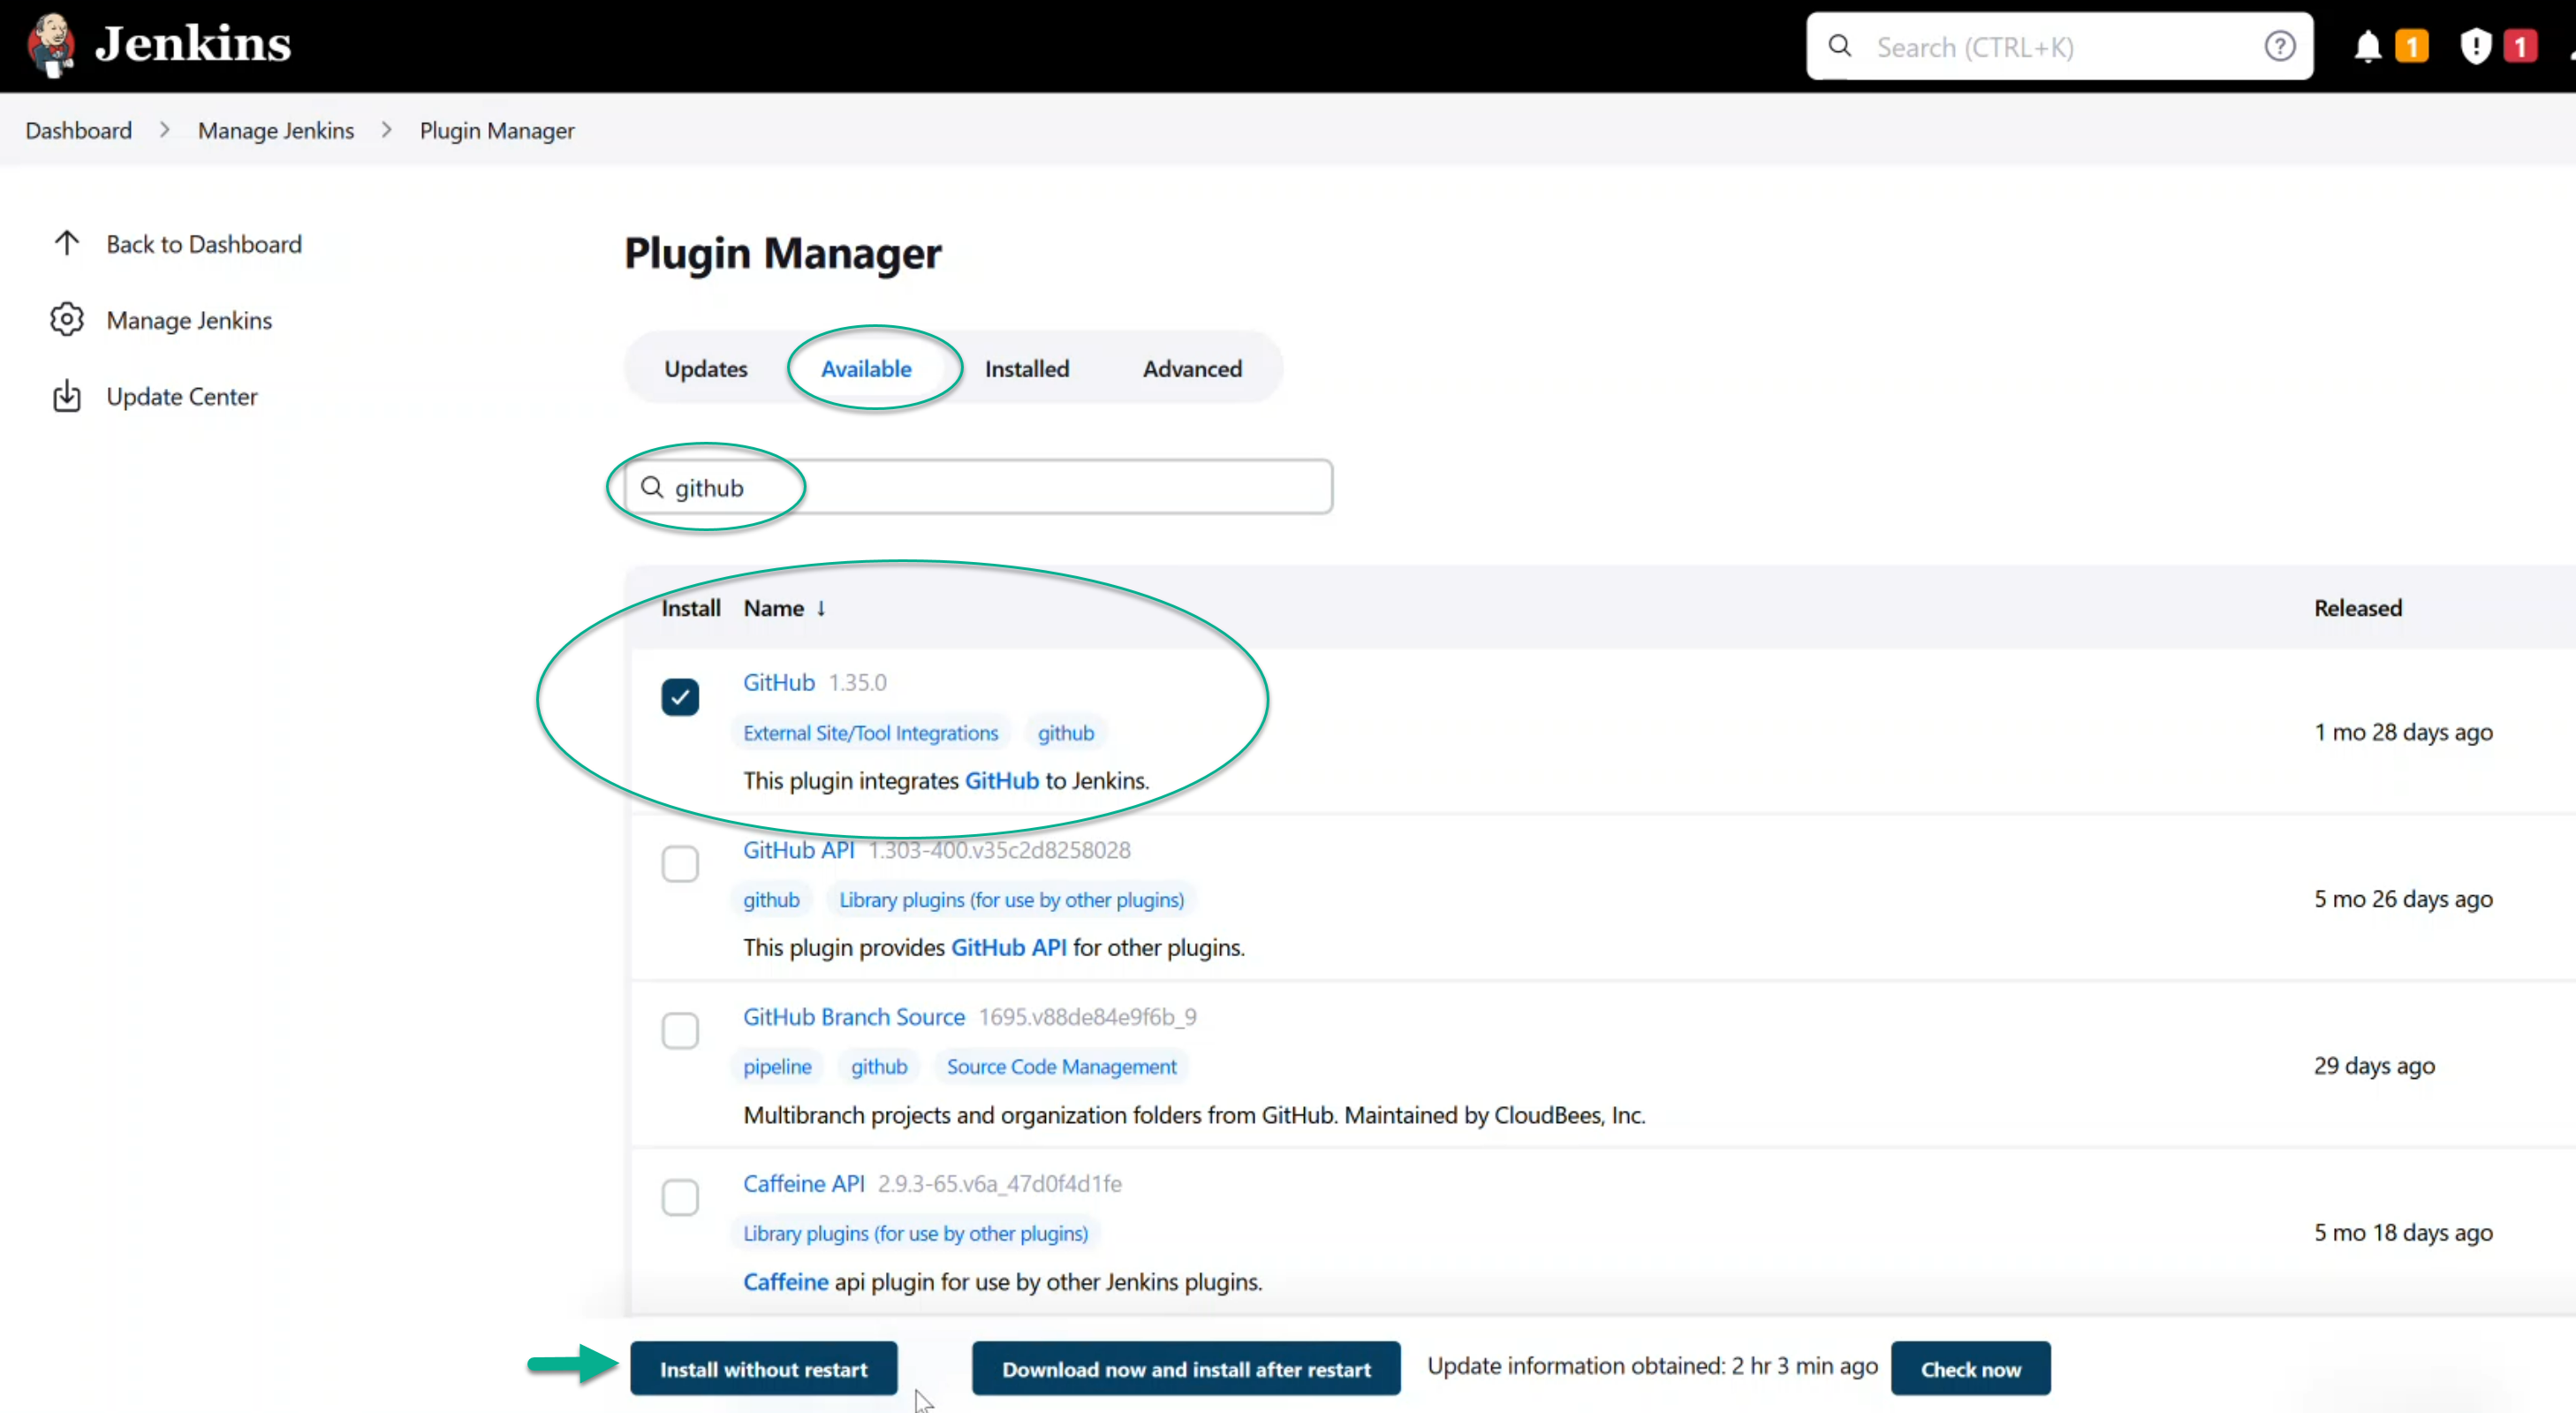 Jenkins
Search (CTRL+K)
1
1
Dashboard > Manage Jenkins > Plugin Manager
Back to Dashboard
Manage Jenkins
Update Center
Plugin Manager
Updates Available Installed Advanced
github
Install Name ↓ Released
GitHub 1.35.0
External Site/Tool Integrations github
This plugin integrates GitHub to Jenkins.
1 mo 28 days ago
GitHub API 1.303-400.v35c2d8258028
github Library plugins (for use by other plugins)
This plugin provides GitHub API for other plugins.
5 mo 26 days ago
GitHub Branch Source 1695.v88de84e9f6b_9
pipeline github Source Code Management
Multibranch projects and organization folders from GitHub. Maintained by CloudBees, Inc.
29 days ago
Caffeine API 2.9.3-65.v6a_47d0f4d1fe
Library plugins (for use by other plugins)
Caffeine api plugin for use by other Jenkins plugins.
5 mo 18 days ago
Install without restart Download now and install after restart Update information obtained: 2 hr 3 min ago Check now